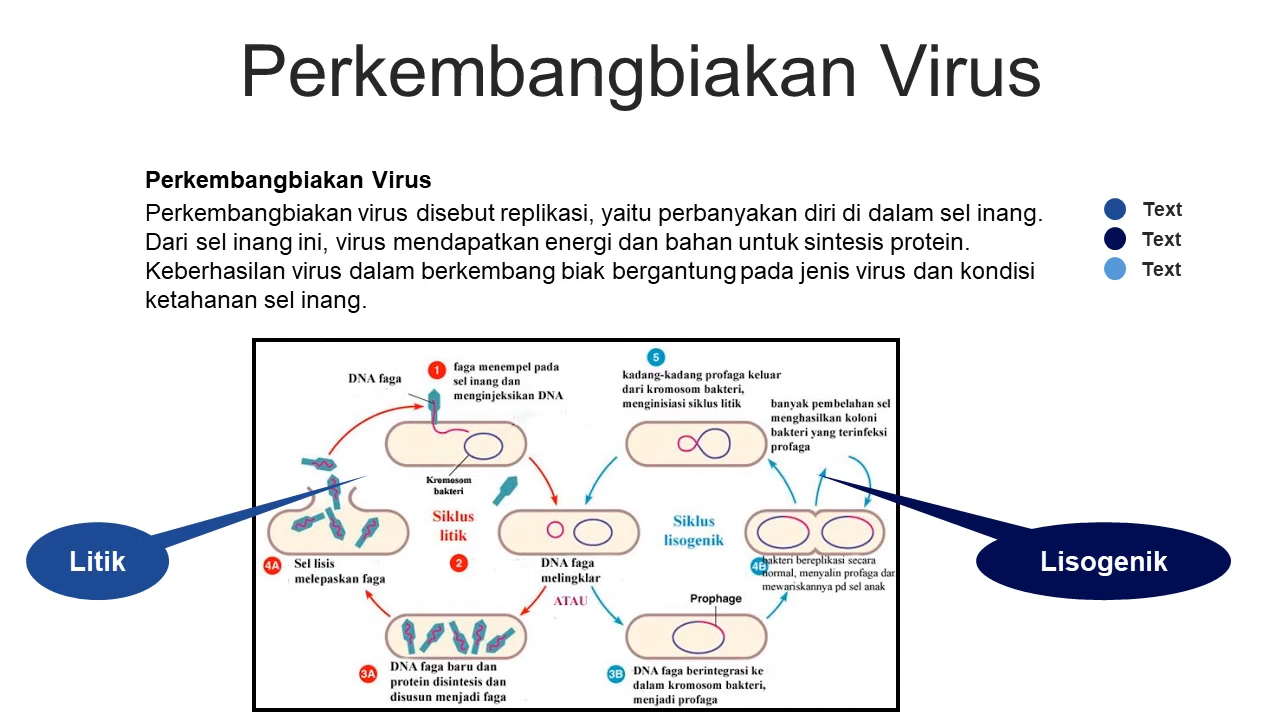 Perkembangbiakan Virus
Perkembangbiakan Virus
Perkembangbiakan virus disebut replikasi, yaitu perbanyakan diri di dalam sel inang.
Dari sel inang ini, virus mendapatkan energi dan bahan untuk sintesis protein.
Keberhasilan virus dalam berkembang biak bergantung pada jenis virus dan kondisi
ketahanan sel inang.
Text
Text
Text
DNA faga
1
faga menempel pada
sel inang dan
menginjeksikan DNA
Kromosom
bakteri
5
kadang-kadang profaga keluar
dari kromosom bakteri,
menginisiasi siklus litik
banyak pembelahan sel
menghasilkan koloni
bakteri yang terinfeksi
profaga
Siklus
litik
2
Siklus
lisogenik
Litik
Lisogenik
4A
Sel lisis
melepaskan faga
DNA faga
melingklar
ATAU
4B
bakteri bereplikasi secara
normal, menyalin profaga dan
mewariskannya pd sel anak
Prophage
3A
DNA faga baru dan
protein disintesis dan
disusun menjadi faga
3B
DNA faga berintegrasi ke
dalam kromosom bakteri,
menjadi profaga